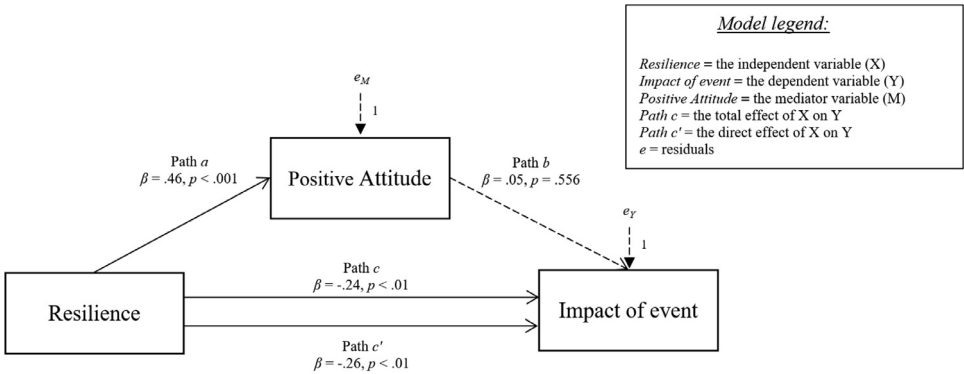 Model legend:
Resilience = the independent variable (X)
Impact of event = the dependent variable (Y)
Positive Attitude = the mediator variable (M)
Path c = the total effect of X on Y
Path c' = the direct effect of X on Y
e = residuals
eM
1
Path a
β = .46, p < .001
Positive Attitude
Path b
β = .05, p = .556
eY
1
Resilience
Path c
β = -.24, p < .01
Impact of event
Path c'
β = -.26, p < .01